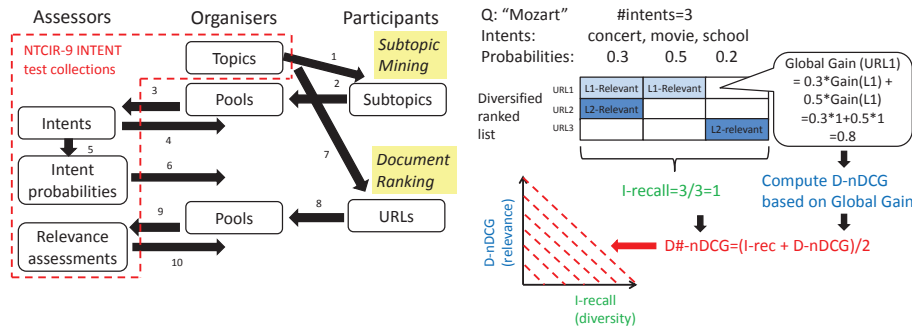 Assessors
Organisers
Participants
NTCIR-9 INTENT
test collections
Topics
1
Subtopic
Mining
2
3
Pools
Subtopics
Intents
4
5
7
Intent
probabilities
6
Document
Ranking
8
9
Pools
URLs
Relevance
assessments
10
Q: “Mozart”
#intents=3
Intents:
concert, movie, school
Probabilities:
0.3
0.5
0.2
Diversified
ranked
list
URL1
L1-Relevant
L1-Relevant
URL2
L2-Relevant
URL3
L2-relevant
Global Gain (URL1)
= 0.3*Gain(L1) +
0.5*Gain(L1)
=0.3*1+0.5*1
=0.8
I-recall=3/3=1
Compute D-nDCG
based on Global Gain
D#-nDCG=(I-rec + D-nDCG)/2
D-nDCG
(relevance)
I-recall
(diversity)